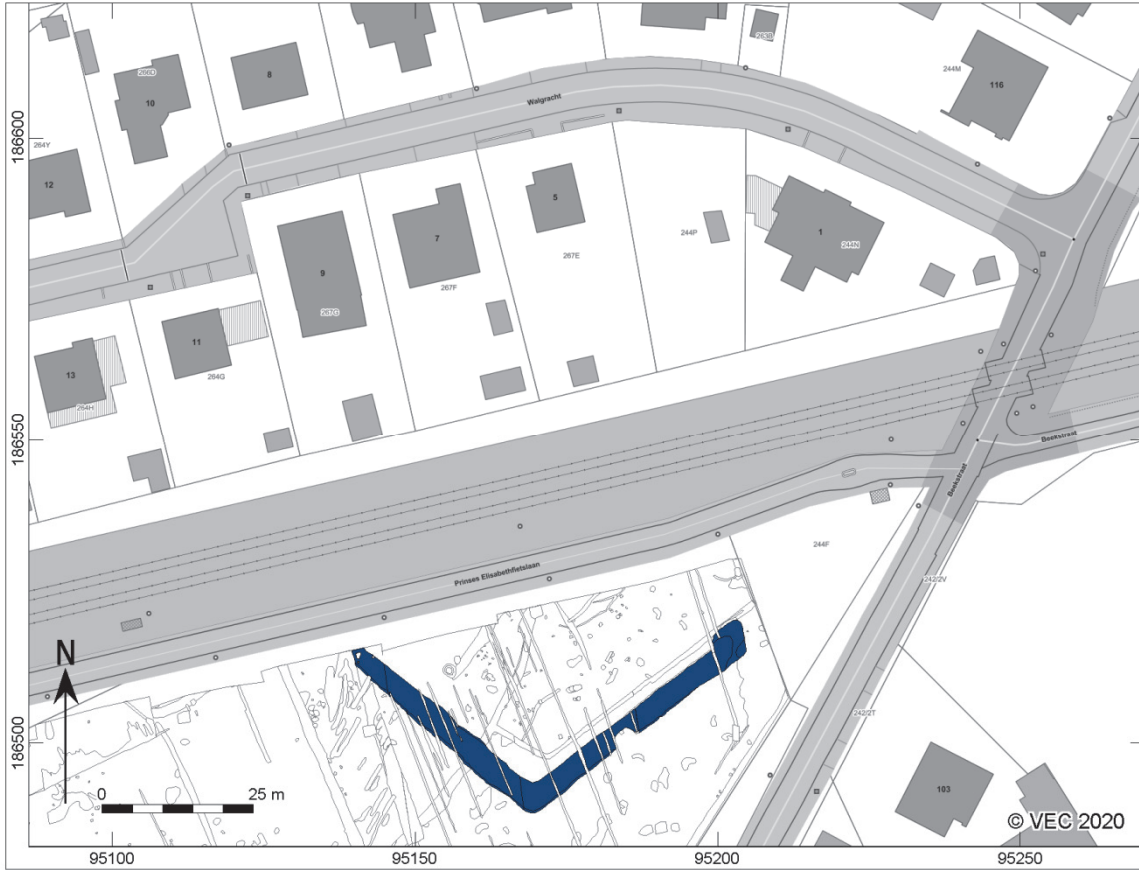 263B
8
266D
10
244M
116
Walgracht
186600
264Y
12
5
1
244N
7
244P
9
267E
267F
267G
11
13
264G
264H
186550
Beekstraat
Beekstraat
244F
Prinses Elisabethfietslaan
242/2V
N
242/2T
186500
0 25 m
103
© VEC 2020
95100 95150 95200 95250